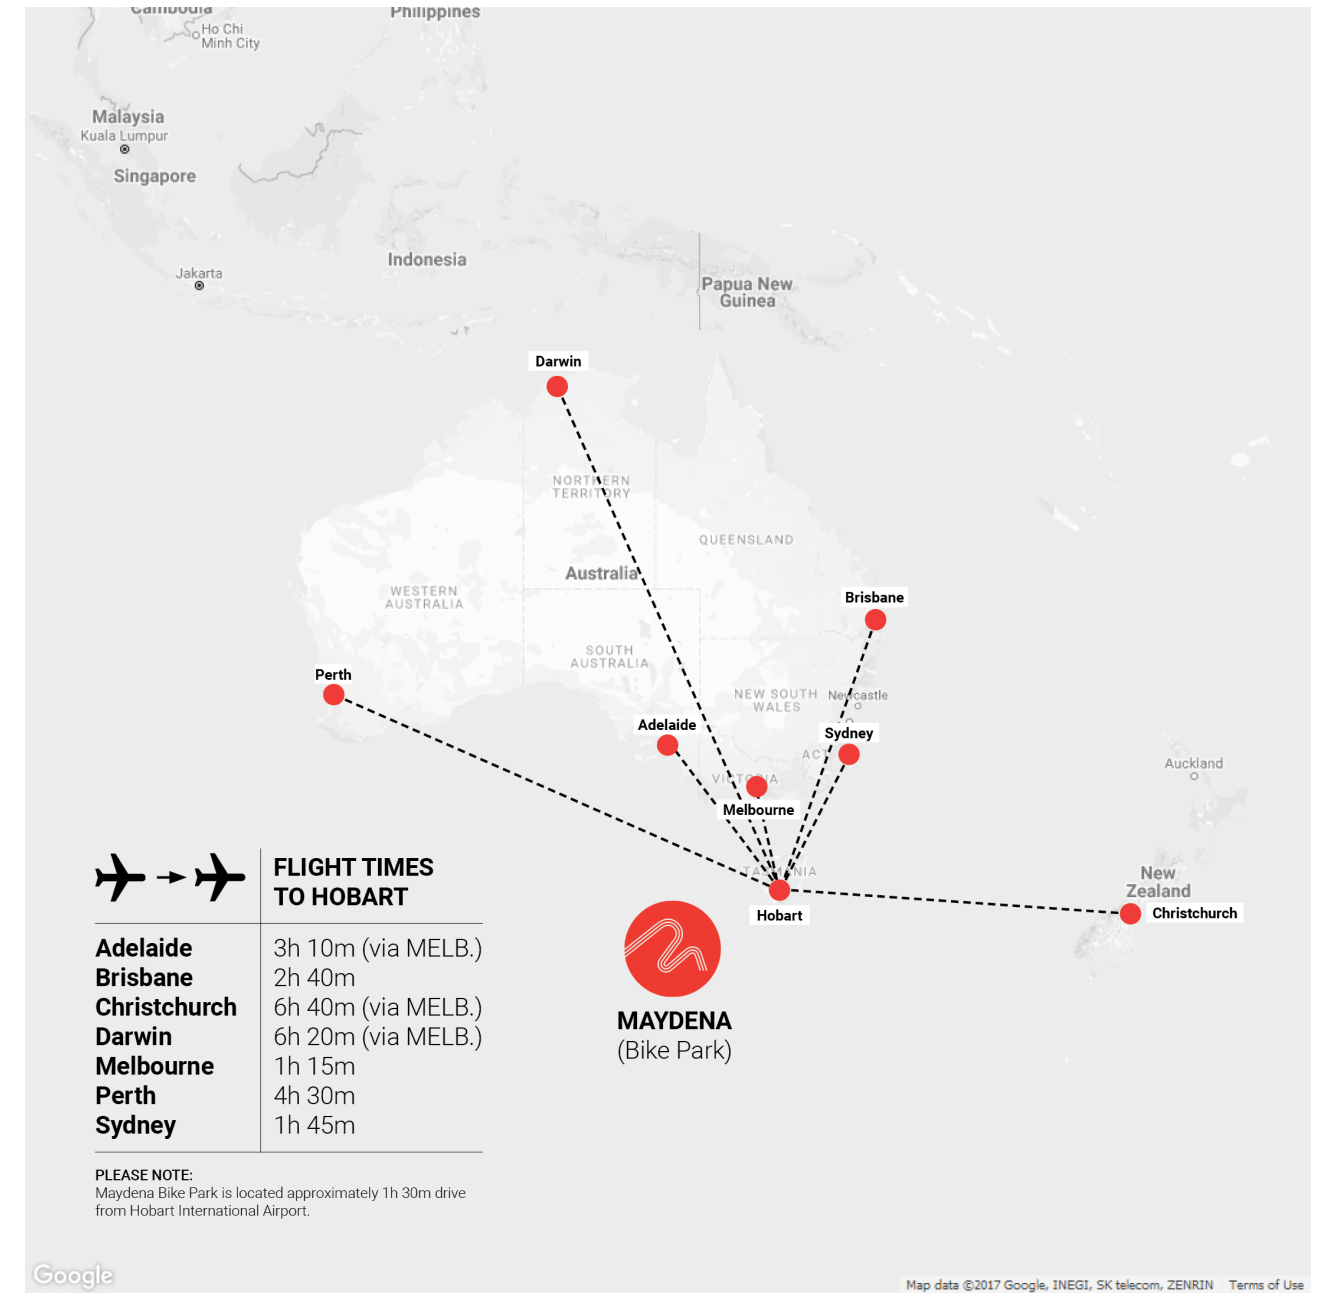 Cambodia
Philippines
Ho Chi
Minh City
Malaysia
Kuala Lumpur
Singapore
Indonesia
Jakarta
Papua New
Guinea
Darwin
NORTHERN
TERRITORY
QUEENSLAND
Australia
WESTERN
AUSTRALIA
Brisbane
SOUTH
AUSTRALIA
Perth
NEW SOUTH
WALES
Newcastle
Adelaide
Sydney
ACT
Auckland
VICTORIA
Melbourne
TASMANIA
New
Zealand
Hobart
Christchurch
FLIGHT TIMES
TO HOBART
Adelaide 3h 10m (via MELB.)
Brisbane 2h 40m
Christchurch 6h 40m (via MELB.)
Darwin 6h 20m (via MELB.)
Melbourne 1h 15m
Perth 4h 30m
Sydney 1h 45m
MAYDENA
(Bike Park)
PLEASE NOTE:
Maydena Bike Park is located approximately 1h 30m drive
from Hobart International Airport.
Google
Map data ©2017 Google, INEGI, SK telecom, ZENRIN Terms of Use